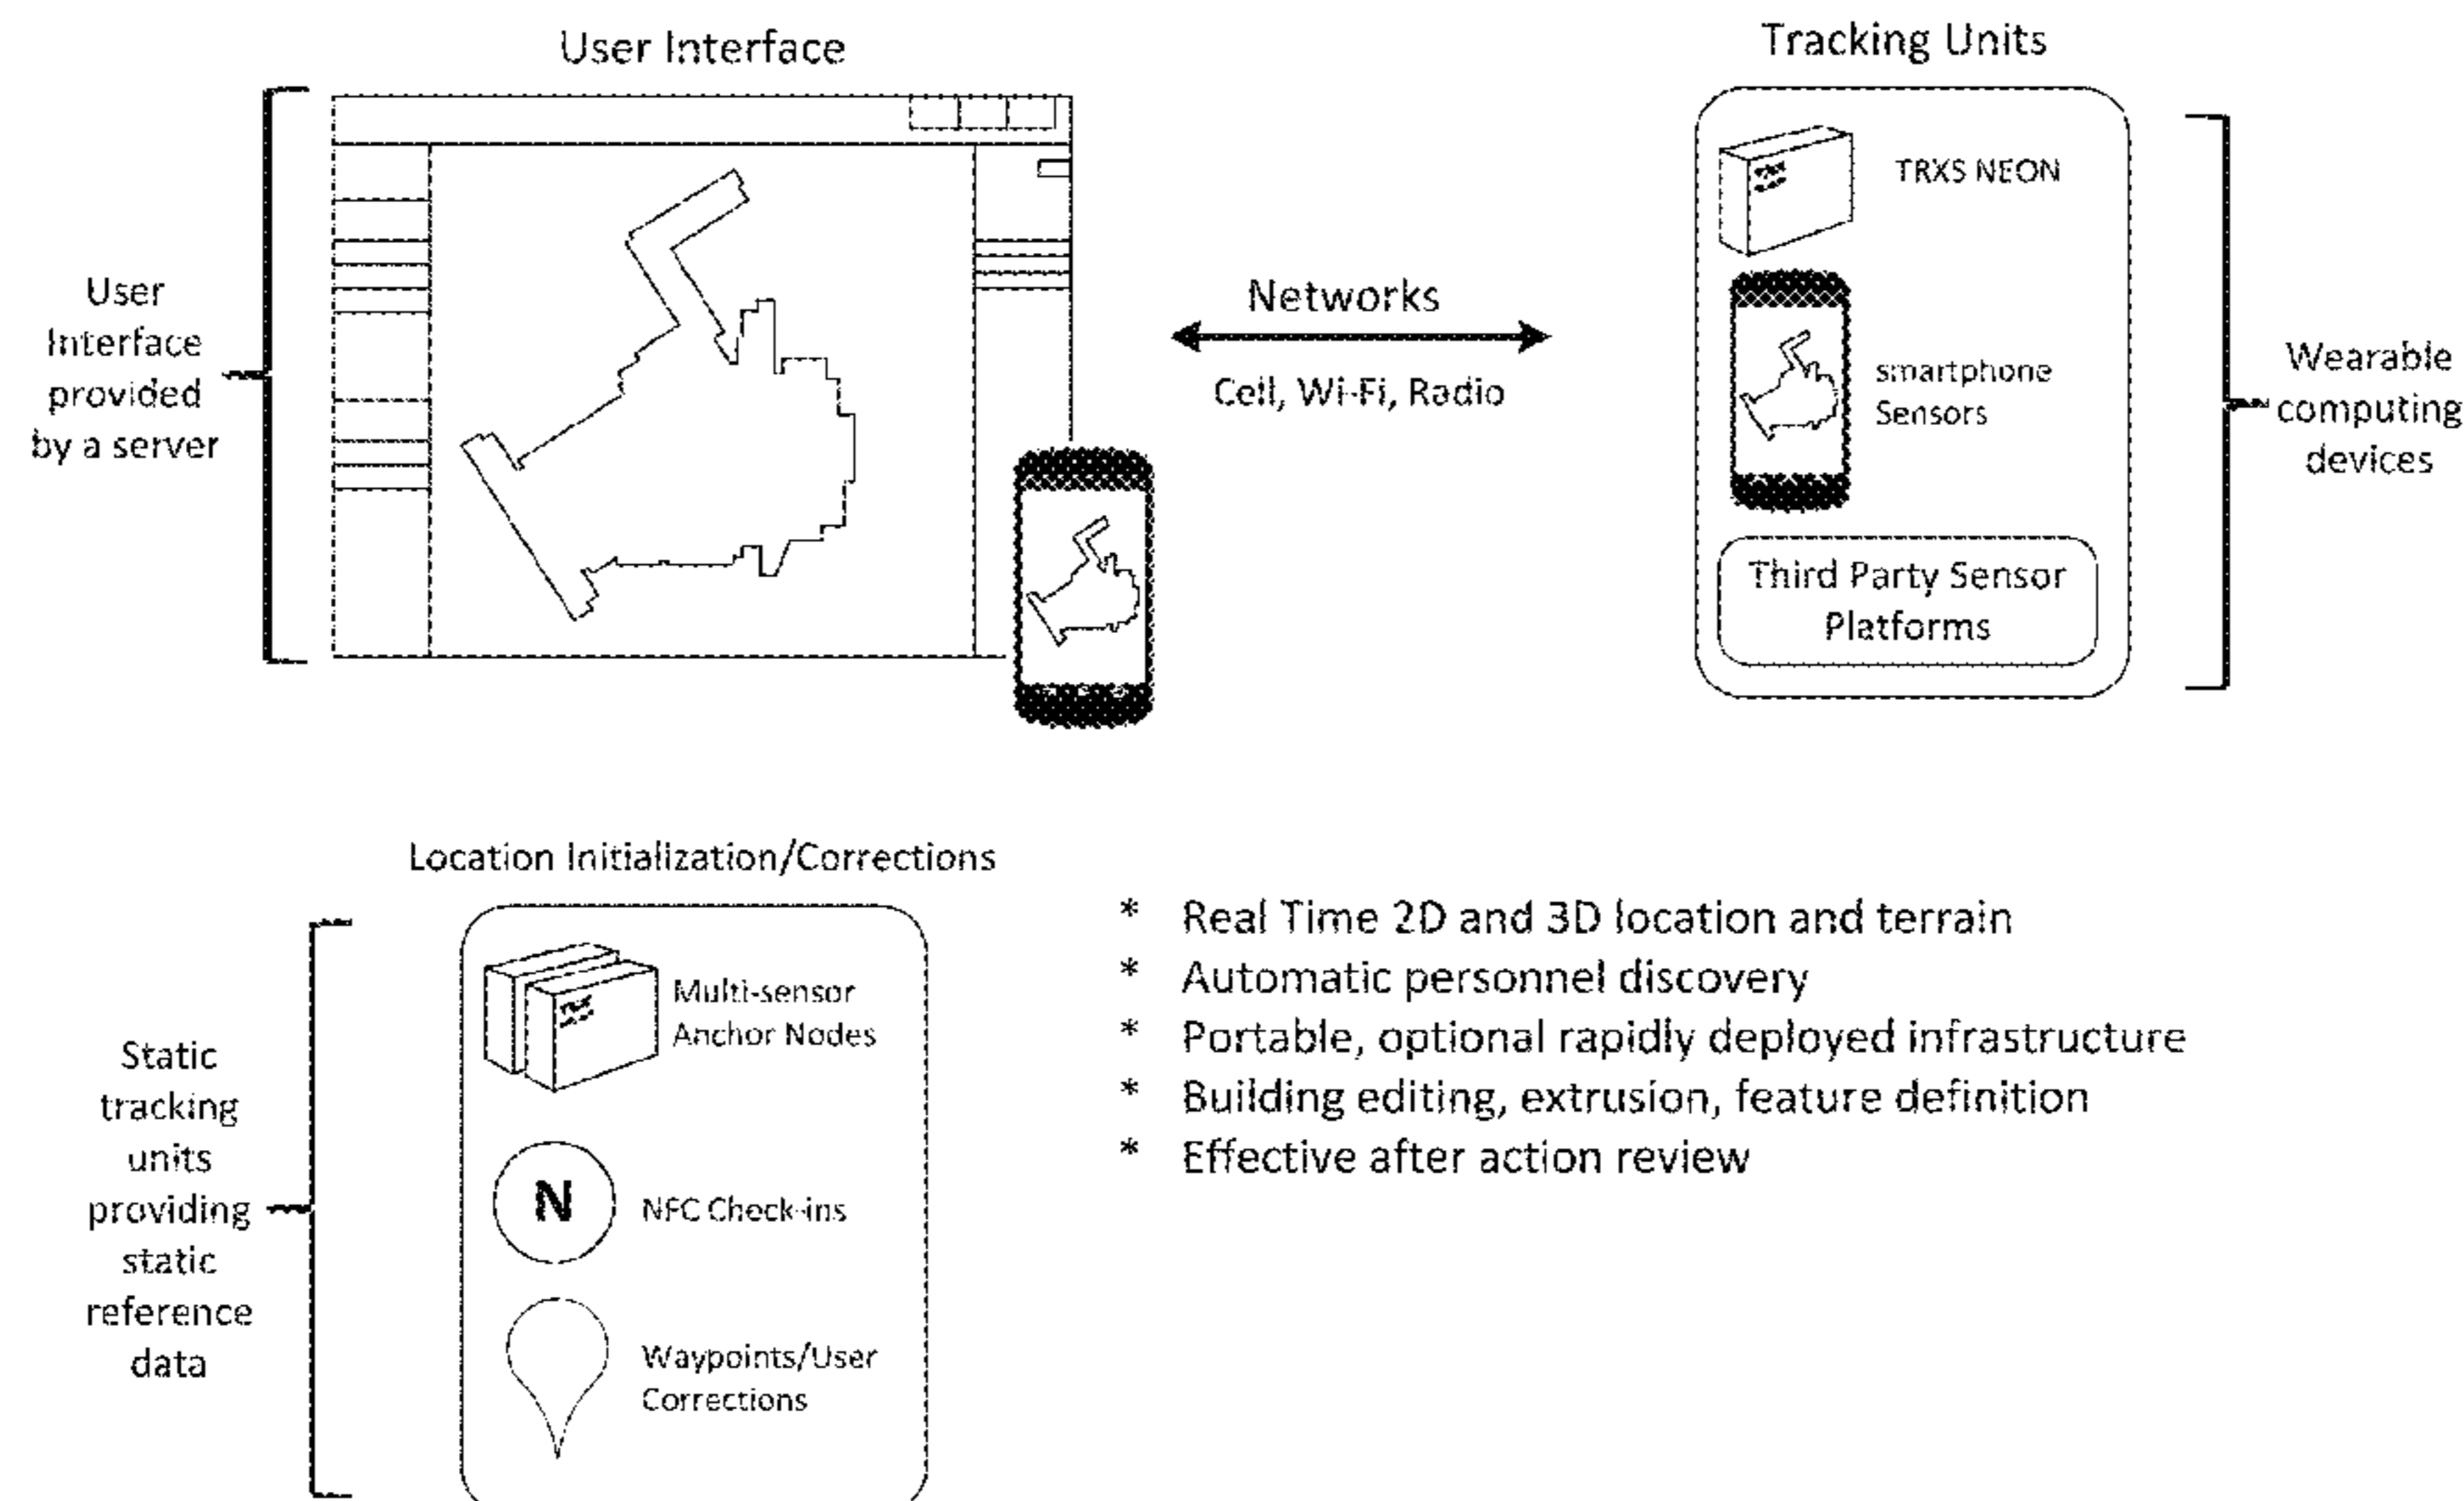 User Interface
Tracking Units
User
Interface
provided
by a server
Networks
Cell, Wi-Fi, Radio
TRXS NEON
smartphone
Sensors
Third Party Sensor
Platforms
Wearable
computing
devices
Location Initialization/Corrections
Static
tracking
units
providing
static
reference
data
Multi-sensor
Anchor Nodes
N
NFC Check-ins
Waypoints/User
Corrections
* Real Time 2D and 3D location and terrain
* Automatic personnel discovery
* Portable, optional rapidly deployed infrastructure
* Building editing, extrusion, feature definition
* Effective after action review